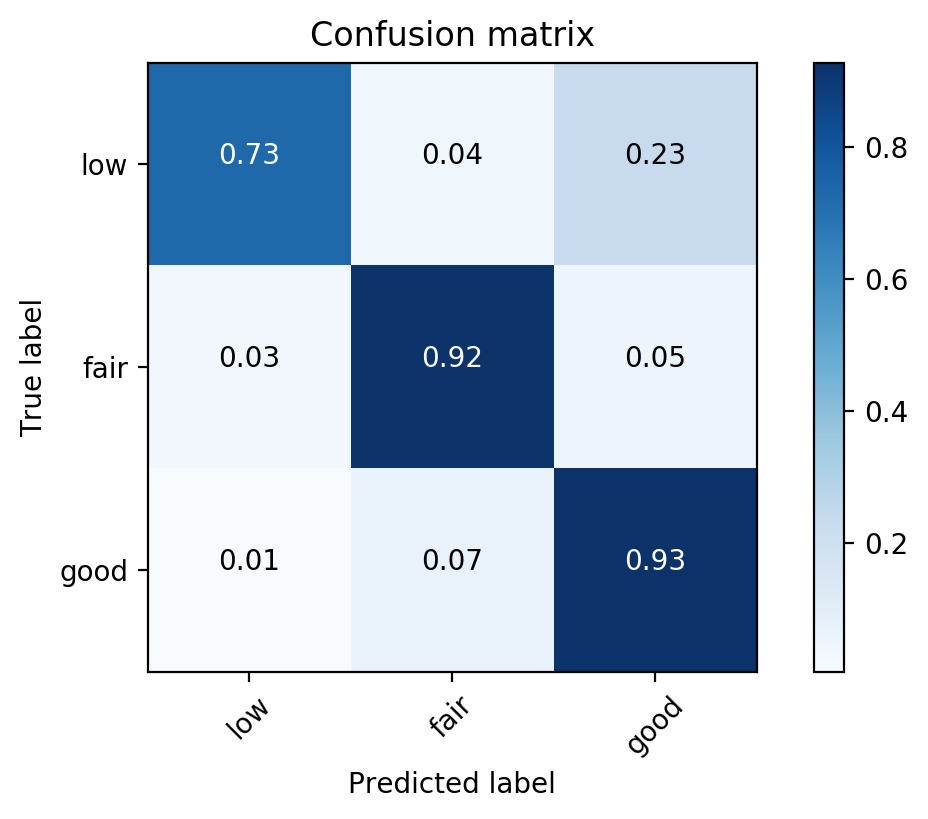 Confusion matrix
low 0.73 0.04 0.23
fair 0.03 0.92 0.05
good 0.01 0.07 0.93
True label
low fair good
Predicted label
0.8
0.6
0.4
0.2